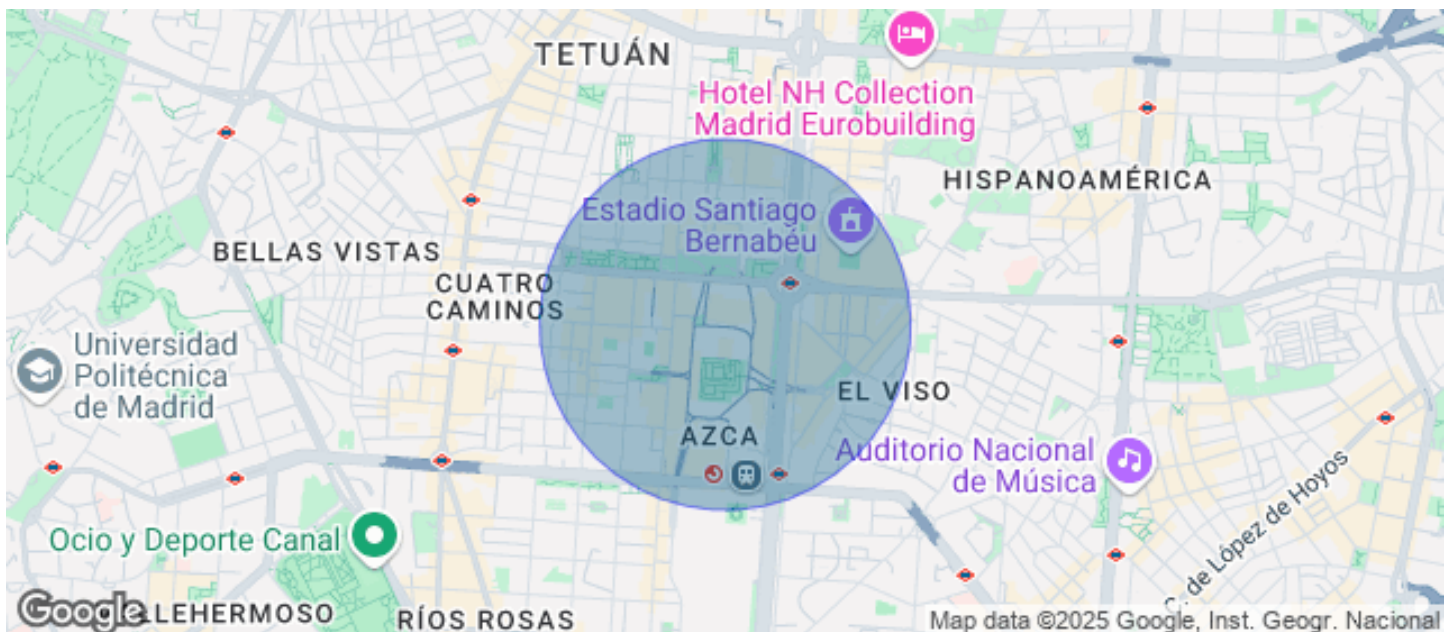 TETUÁN
Hotel NH Collection
Madrid Eurobuilding
HISPANOAMÉRICA
Estadio Santiago
Bernabéu
BELLAS VISTAS
CUATRO
CAMINOS
Universidad
Politécnica
de Madrid
EL VISO
AZCA
Auditorio Nacional
de Música
C. de López de Hoyos
Ocio y Deporte Canal
Google
RÍOS ROSAS
Map data ©2025 Google, Inst. Geogr. Nacional